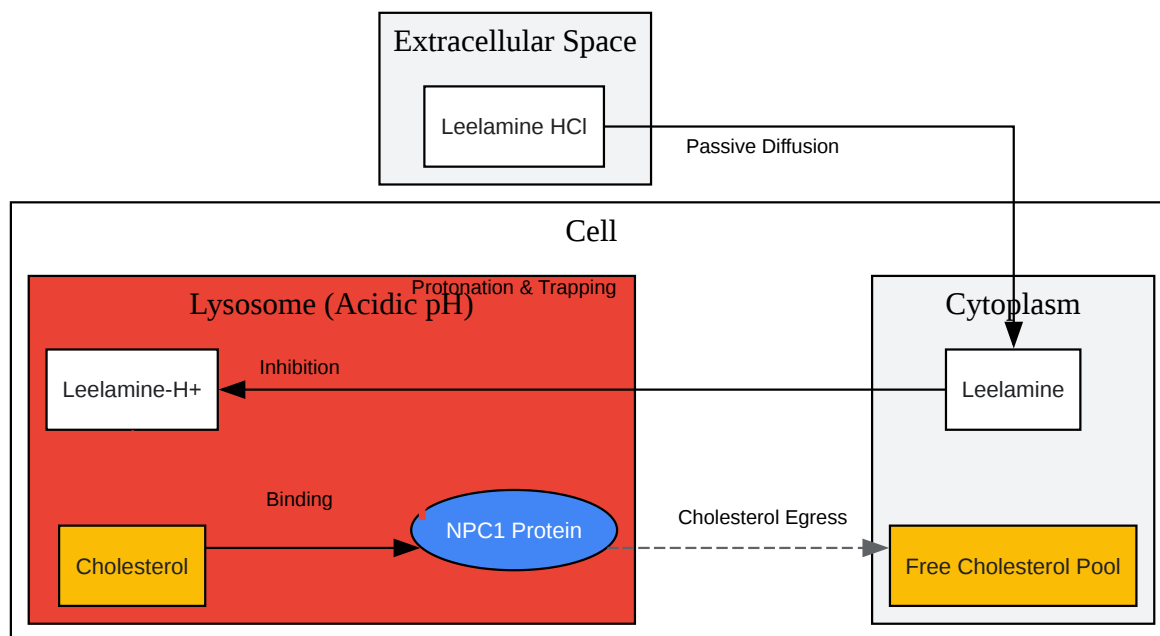 Extracellular Space
Leelamine HCl
Passive Diffusion
Cell
Protonation & Trapping
Lysosome (Acidic pH)
Cytoplasm
Inhibition
Leelamine-H+
Leelamine
Binding
NPC1 Protein
Cholesterol Egress
Cholesterol
Free Cholesterol Pool